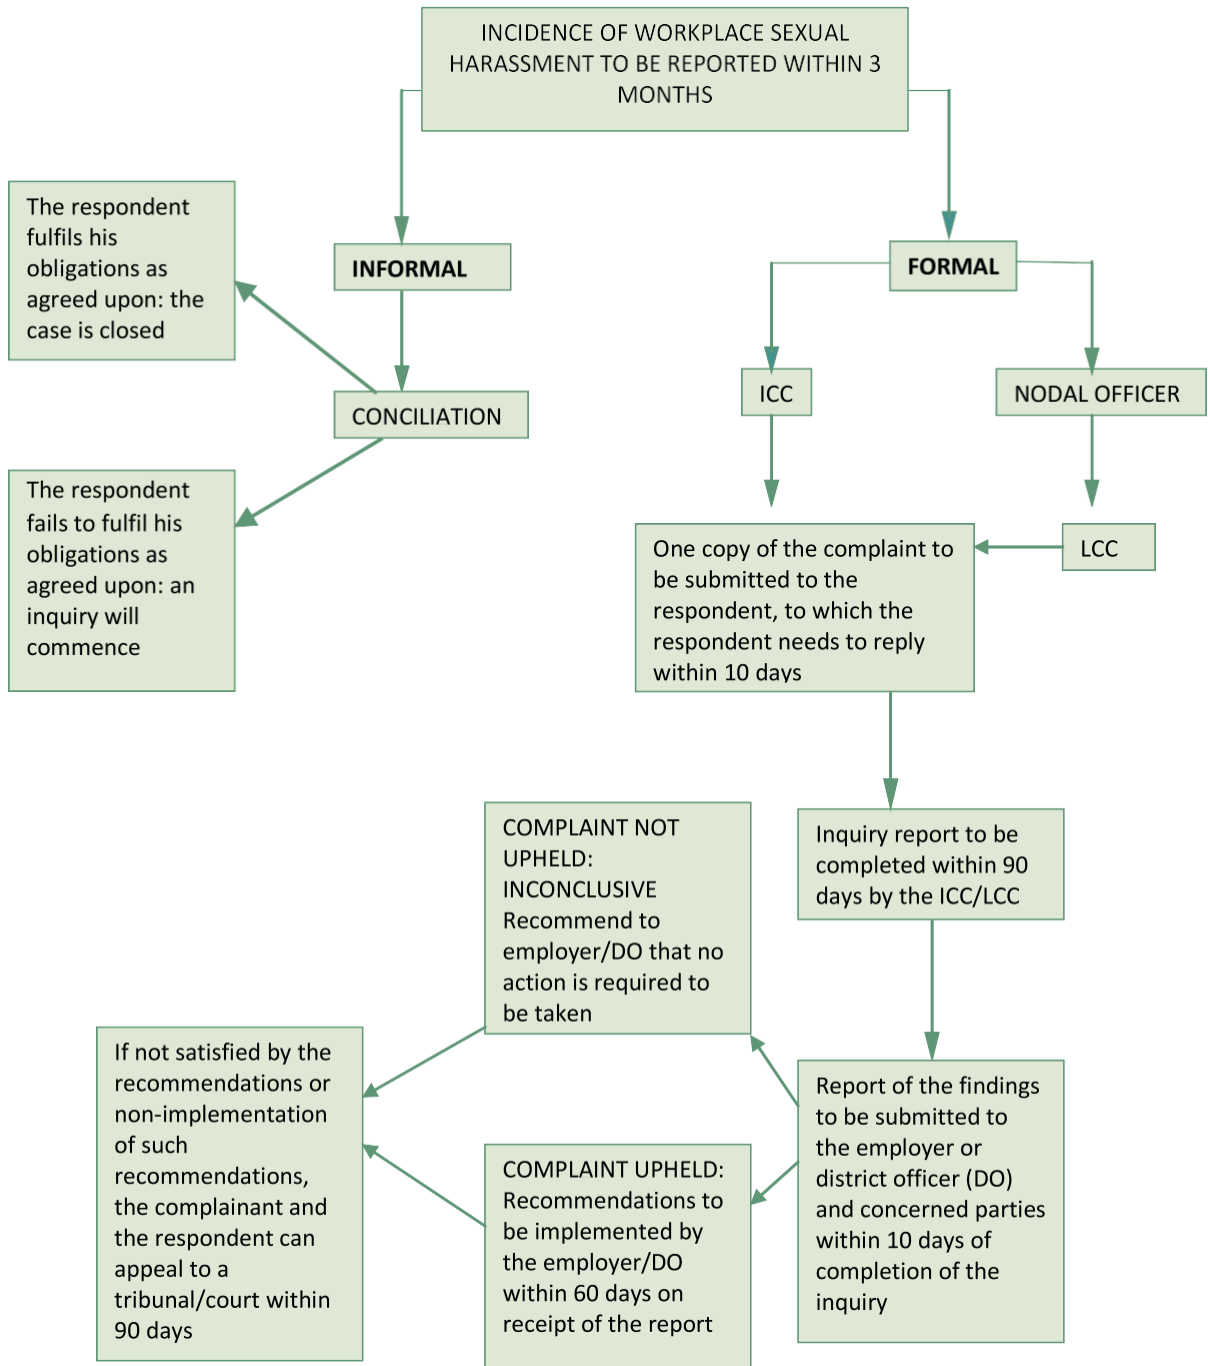 INCIDENCE OF WORKPLACE SEXUAL
HARASSMENT TO BE REPORTED WITHIN 3
MONTHS
The respondent
fulfils his
obligations as
agreed upon: the
case is closed
INFORMAL
FORMAL
CONCILIATION
ICC
NODAL OFFICER
The respondent
fails to fulfil his
obligations as
agreed upon: an
inquiry will
commence
One copy of the complaint to
be submitted to the
respondent, to which the
respondent needs to reply
within 10 days
LCC
Inquiry report to be
completed within 90
days by the ICC/LCC
COMPLAINT NOT
UPHELD:
INCONCLUSIVE
Recommend to
employer/DO that no
action is required to
be taken
Report of the findings
to be submitted to
the employer or
district officer (DO)
and concerned parties
within 10 days of
completion of the
inquiry
COMPLAINT UPHELD:
Recommendations to
be implemented by
the employer/DO
within 60 days on
receipt of the report
If not satisfied by the
recommendations or
non-implementation
of such
recommendations,
the complainant and
the respondent can
appeal to a
tribunal/court within
90 days